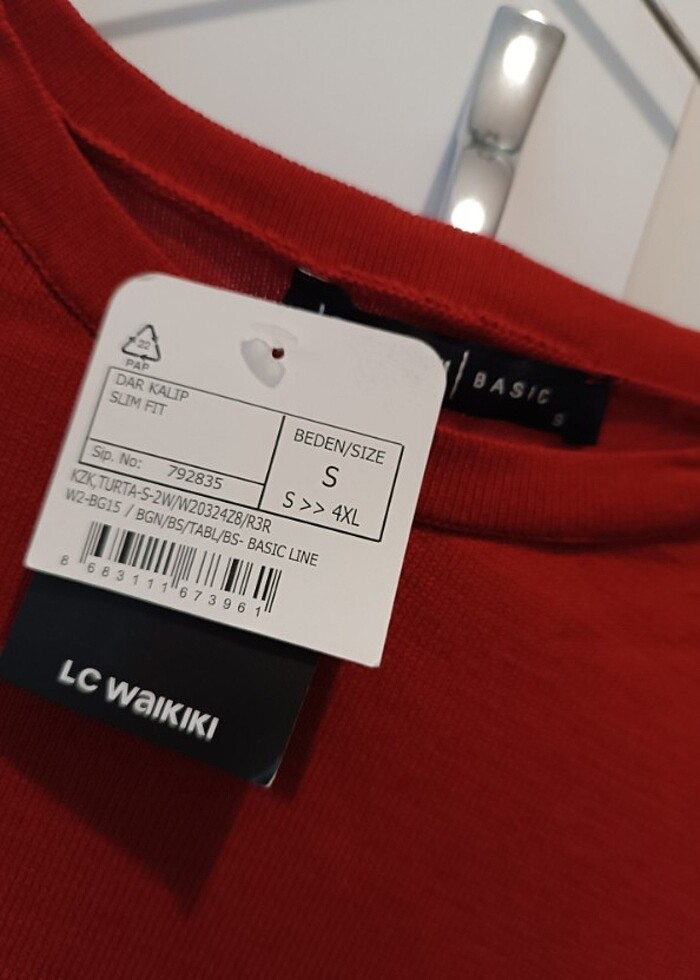 22
PAP
DAR KALIP
SLIM FIT
BEDEN/SIZE
S
S >> 4XL
Sip. No: 792835
KZK,TURTA-S-2W/W20324Z8/R3R
W2-BG15 / BGN/BS/TABL/BS- BASIC LINE
8 683111 673961
LC WAIKIKI
BASIC
S